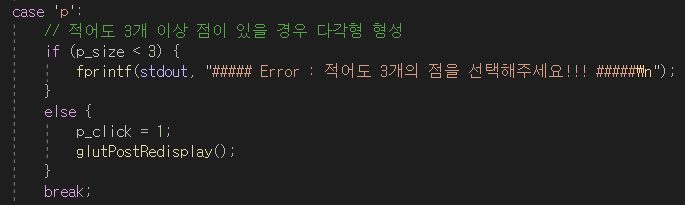 case 'p':
// 적어도 3개 이상 점이 있을 경우 다각형 형성
if (p_size < 3) {
fprintf(stdout, "##### Error : 적어도 3개의 점을 선택해주세요!!! #####₩n");
}
else {
p_click = 1;
glutPostRedisplay();
}
break;